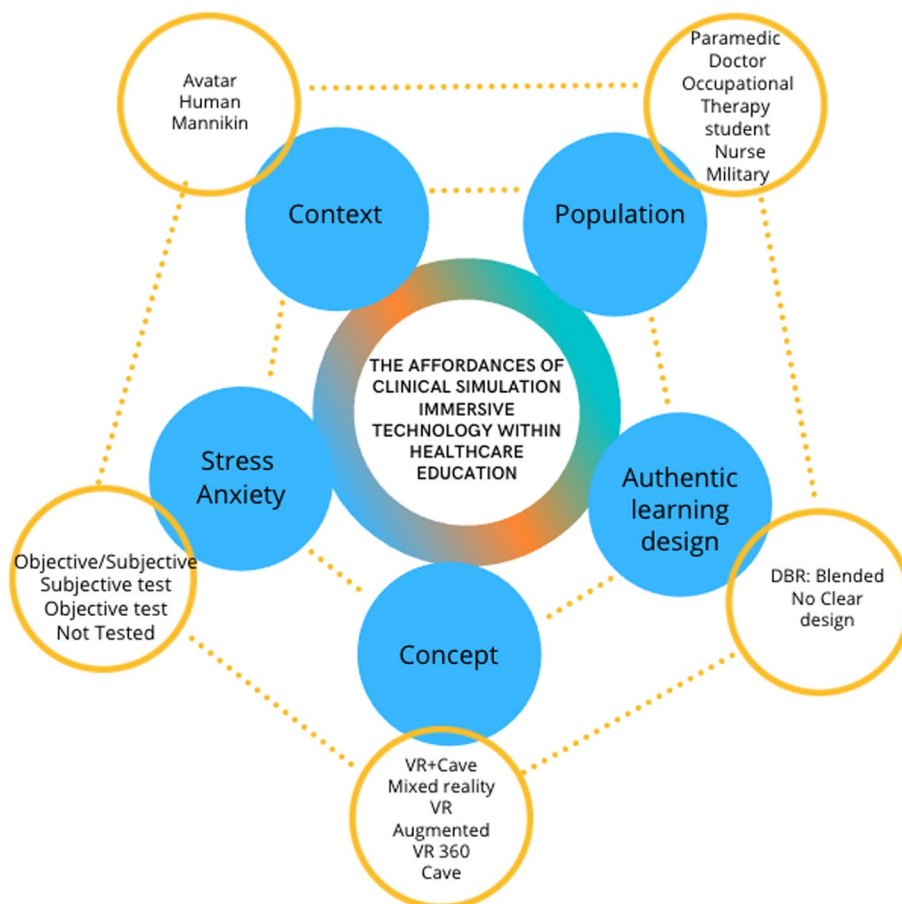 Avatar
Human
Mannikin
Paramedic
Doctor
Occupational
Therapy
student
Nurse
Military
Context
Population
THE AFFORDANCES OF
CLINICAL SIMULATION
IMMERSIVE
TECHNOLOGY WITHIN
HEALTHCARE
EDUCATION
Stress
Anxiety
Authentic
learning
design
Objective/Subjective
Subjective test
Objective test
Not Tested
DBR: Blended
No Clear
design
Concept
VR+Cave
Mixed reality
VR
Augmented
VR 360
Cave